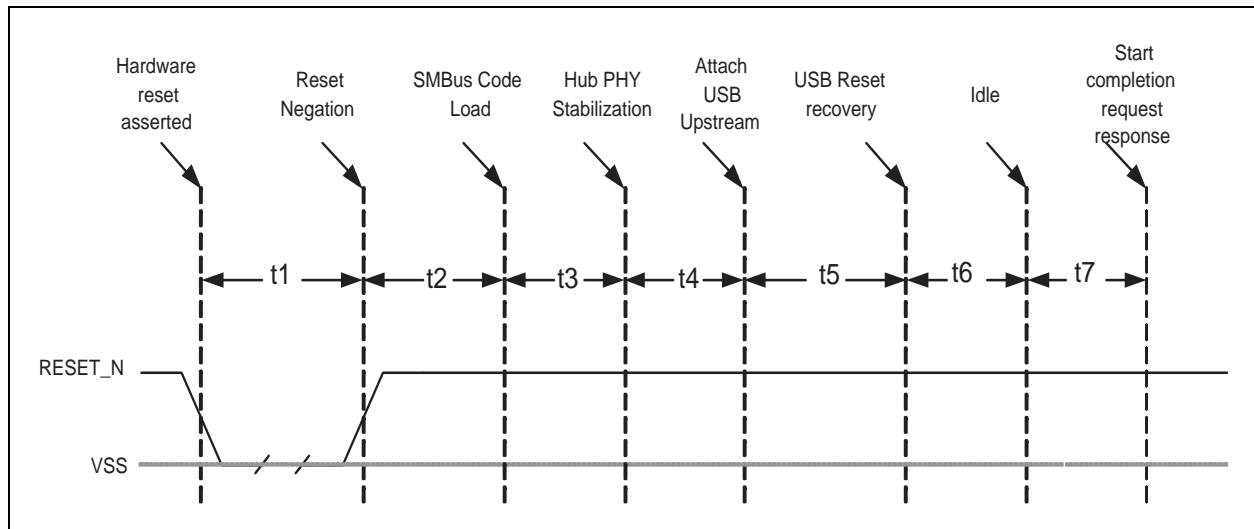 Hardware
reset
asserted
Reset
Negation
SMBus Code
Load
Hub PHY
Stabilization
Attach
USB
Upstream
USB Reset
recovery
Idle
Start
completion
request
response
t1
t2
t3
t4
t5
t6
t7
RESET_N
VSS